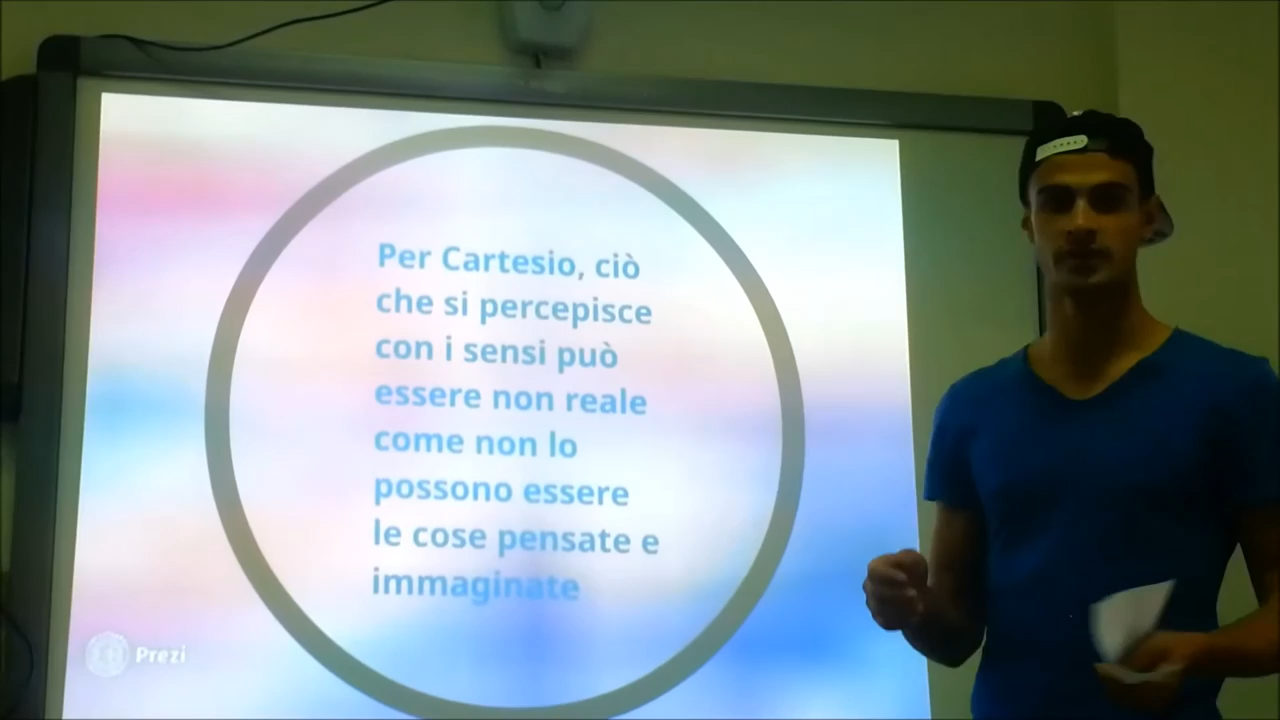 Per Cartesio, ciò
che si percepisce
con i sensi può
essere non reale
come non lo
possono essere
le cose pensate e
immaginate
Prezi